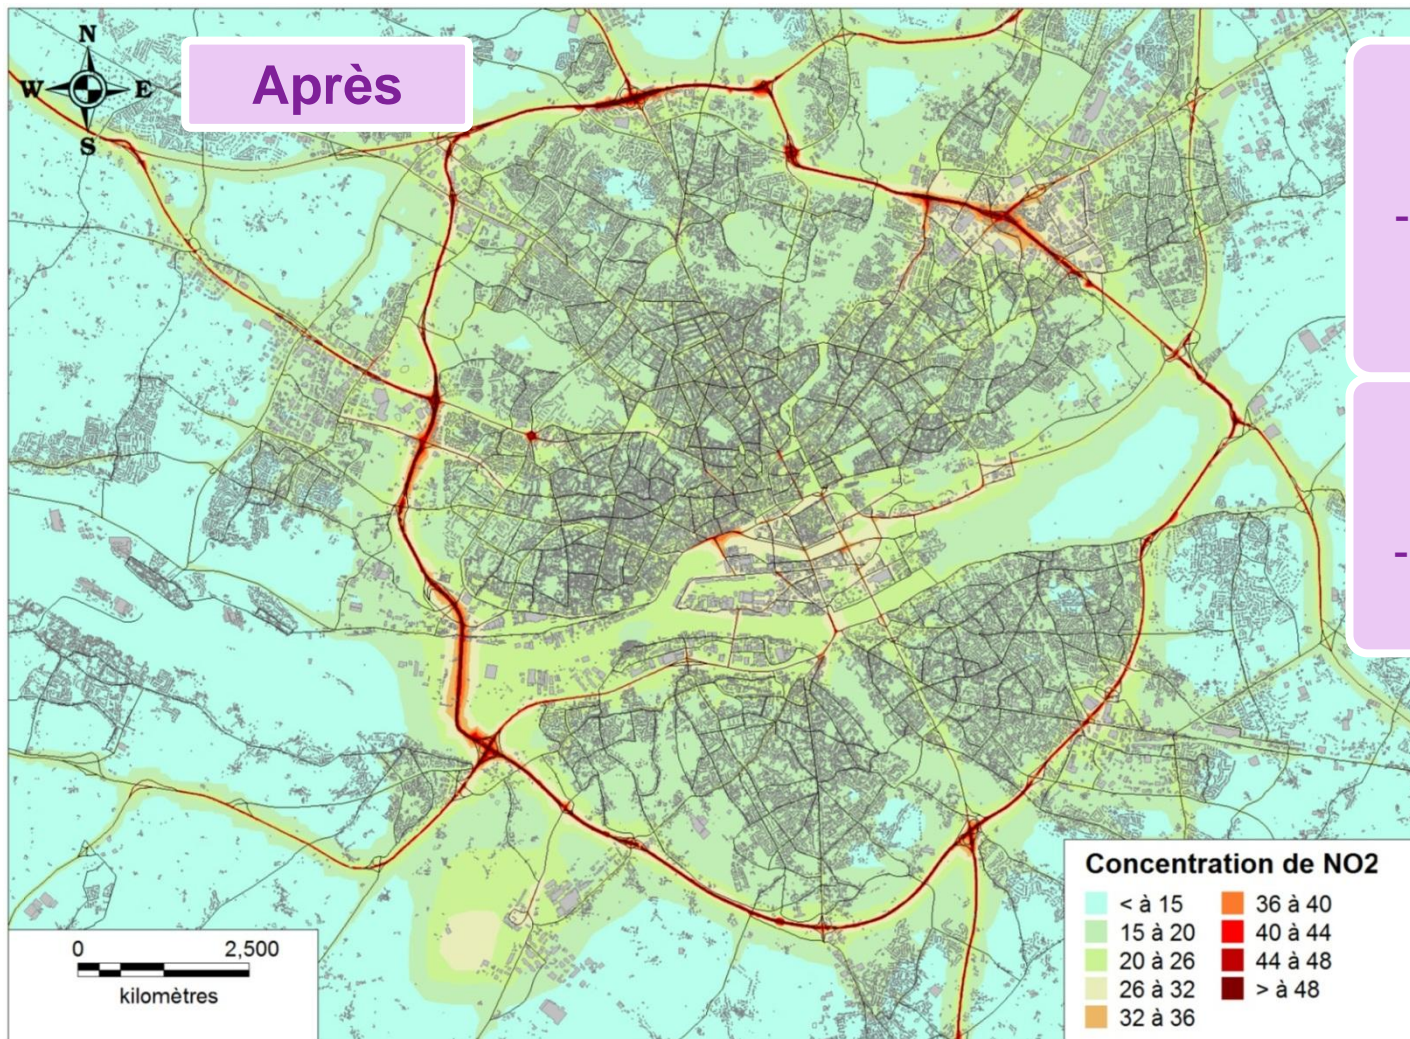 N
W E
S
Après
-
-
Concentration de NO2
< à 15
15 à 20
20 à 26
26 à 32
32 à 36
36 à 40
40 à 44
44 à 48
> à 48
0 2,500
kilomètres